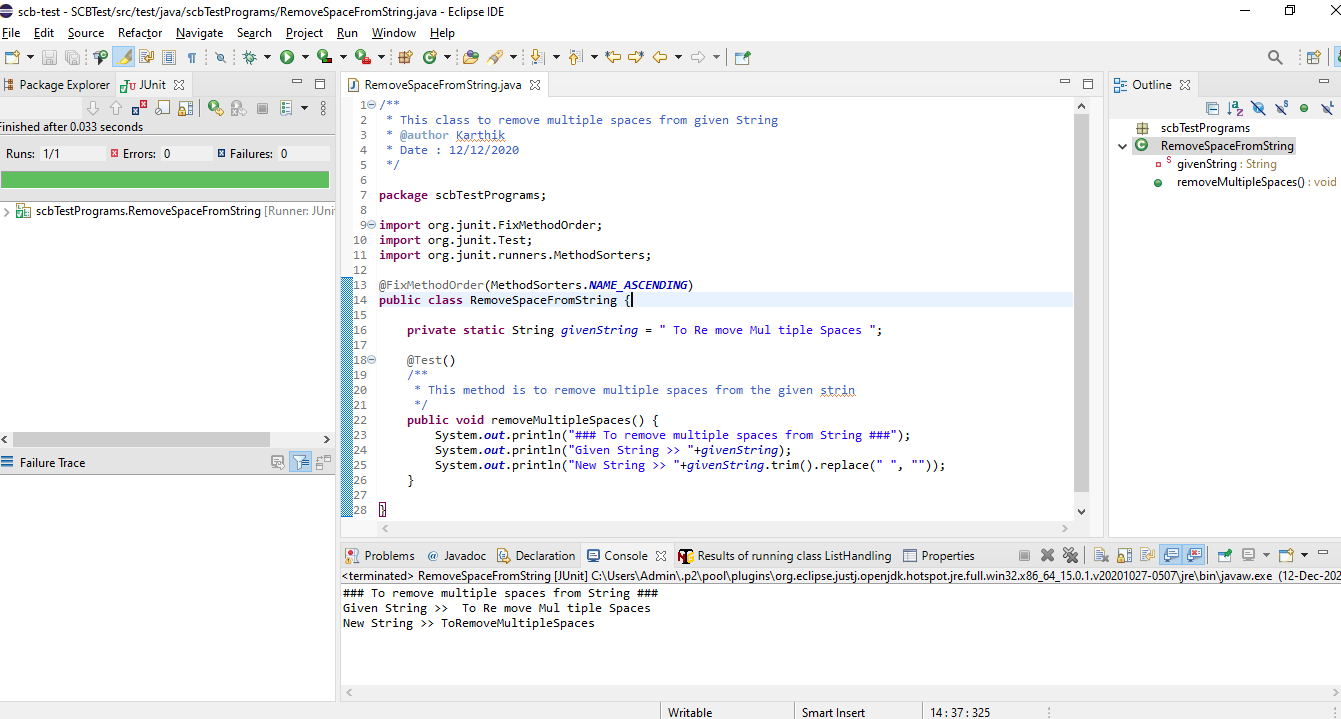 scb-test - SCBTest/src/test/java/scbTestPrograms/RemoveSpaceFromString.java - Eclipse IDE
File Edit Source Refactor Navigate Search Project Run Window Help
Package Explorer JUnit
Finished after 0.033 seconds
Runs: 1/1 Errors: 0 Failures: 0
scbTestPrograms.RemoveSpaceFromString [Runner: JUni
Failure Trace
RemoveSpaceFromString.java
1 /**
2 * This class to remove multiple spaces from given String
3 * @author Karthik
4 * Date : 12/12/2020
5 */
6
7 package scbTestPrograms;
8
9 import org.junit.FixMethodOrder;
10 import org.junit.Test;
11 import org.junit.runners.MethodSorters;
12
13 @FixMethodOrder(MethodSorters.NAME_ASCENDING)
14 public class RemoveSpaceFromString {
15
16 private static String givenString = " To Re move Mul tiple Spaces ";
17
18 @Test()
19 /**
20 * This method is to remove multiple spaces from the given strin
21 */
22 public void removeMultipleSpaces() {
23 System.out.println("### To remove multiple spaces from String ###");
24 System.out.println("Given String >> "+givenString);
25 System.out.println("New String >> "+givenString.trim().replace(" ", ""));
26 }
27
28 }
Outline
scbTestPrograms
RemoveSpaceFromString
givenString : String
removeMultipleSpaces() : void
Problems Javadoc Declaration Console Results of running class ListHandling Properties
<terminated> RemoveSpaceFromString [JUnit] C:\Users\Admin\.p2\pool\plugins\org.eclipse.justj.openjdk.hotspot.jre.full.win32.x86_64_15.0.1.v20201027-0507\jre\bin\javaw.exe (12-Dec-202
### To remove multiple spaces from String ###
Given String >>  To Re move Mul tiple Spaces
New String >> ToRemoveMultipleSpaces
Writable Smart Insert 14 : 37 : 325